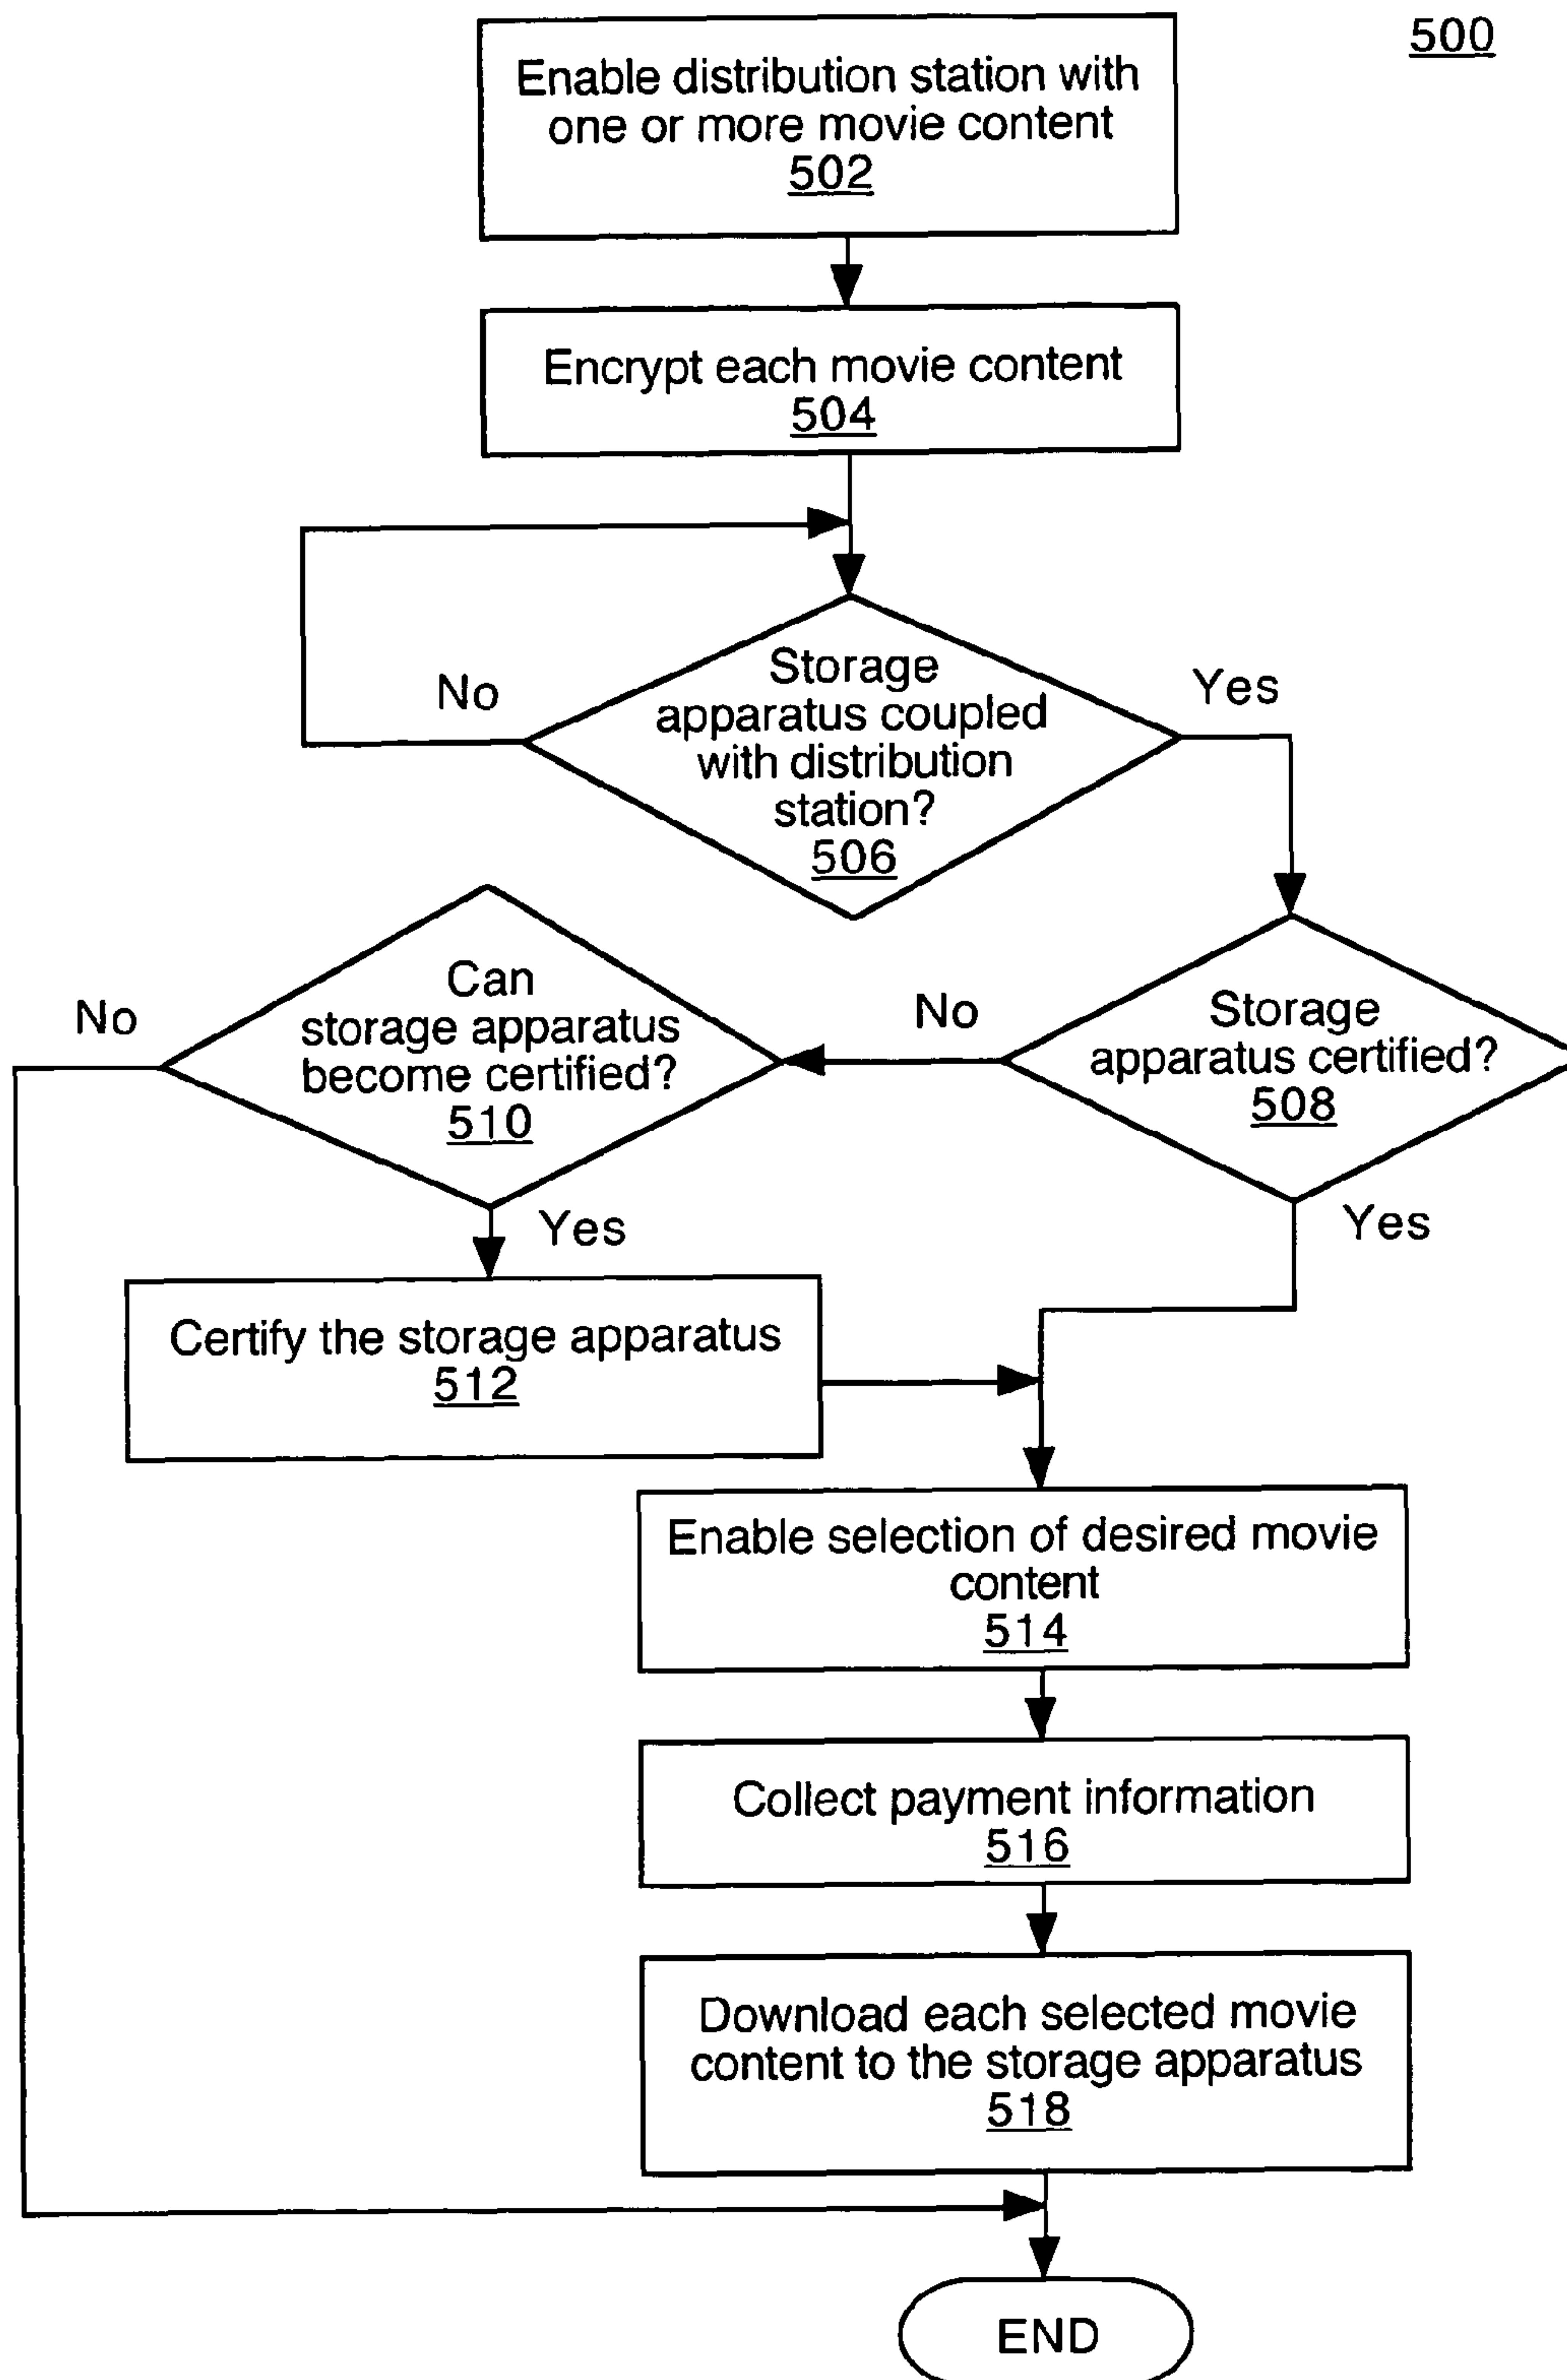 500
Enable distribution station with
one or more movie content
502
Encrypt each movie content
504
No
Storage
apparatus coupled
with distribution
station?
506
Yes
No
Can
storage apparatus
become certified?
510
No
Storage
apparatus certified?
508
Yes
Yes
Certify the storage apparatus
512
Enable selection of desired movie
content
514
Collect payment information
516
Download each selected movie
content to the storage apparatus
518
END